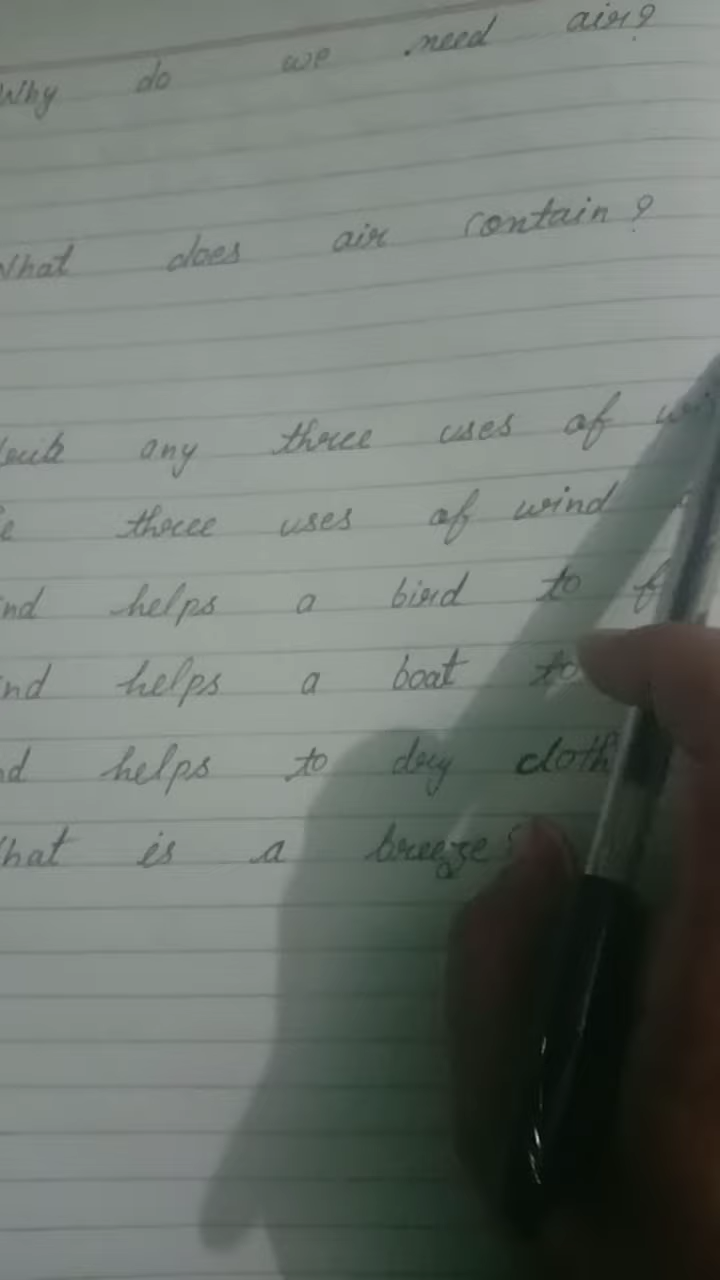 Why do we need air?
What does air contain?
any three uses of
three uses of wind
helps a bird to
helps a boat to
helps to dry cloth
What is a breeze?